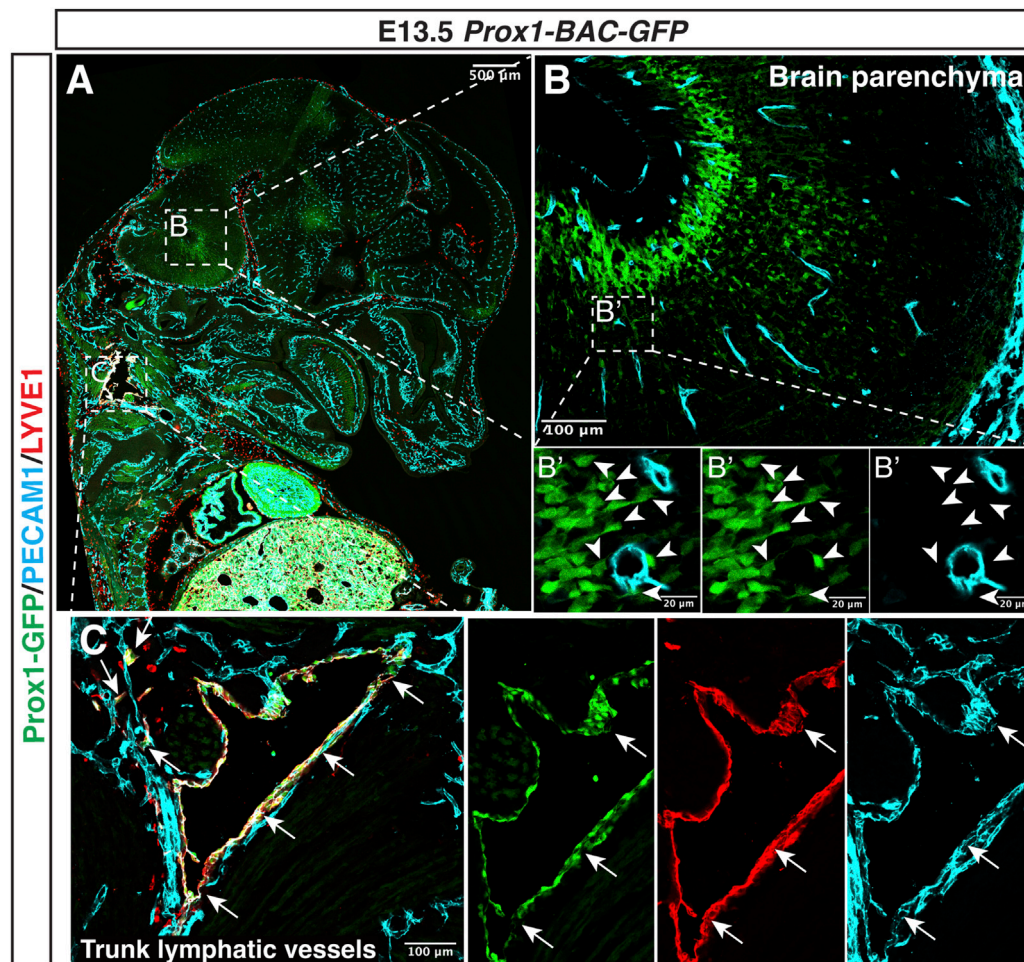 E13.5 Prox1-BAC-GFP
Prox1-GFP/PECAM1/LYVE1
A
500 µm
B
C
B
Brain parenchyma
B’
100 µm
B’
20 µm
B’
20 µm
B’
20 µm
C
Trunk lymphatic vessels
100 µm